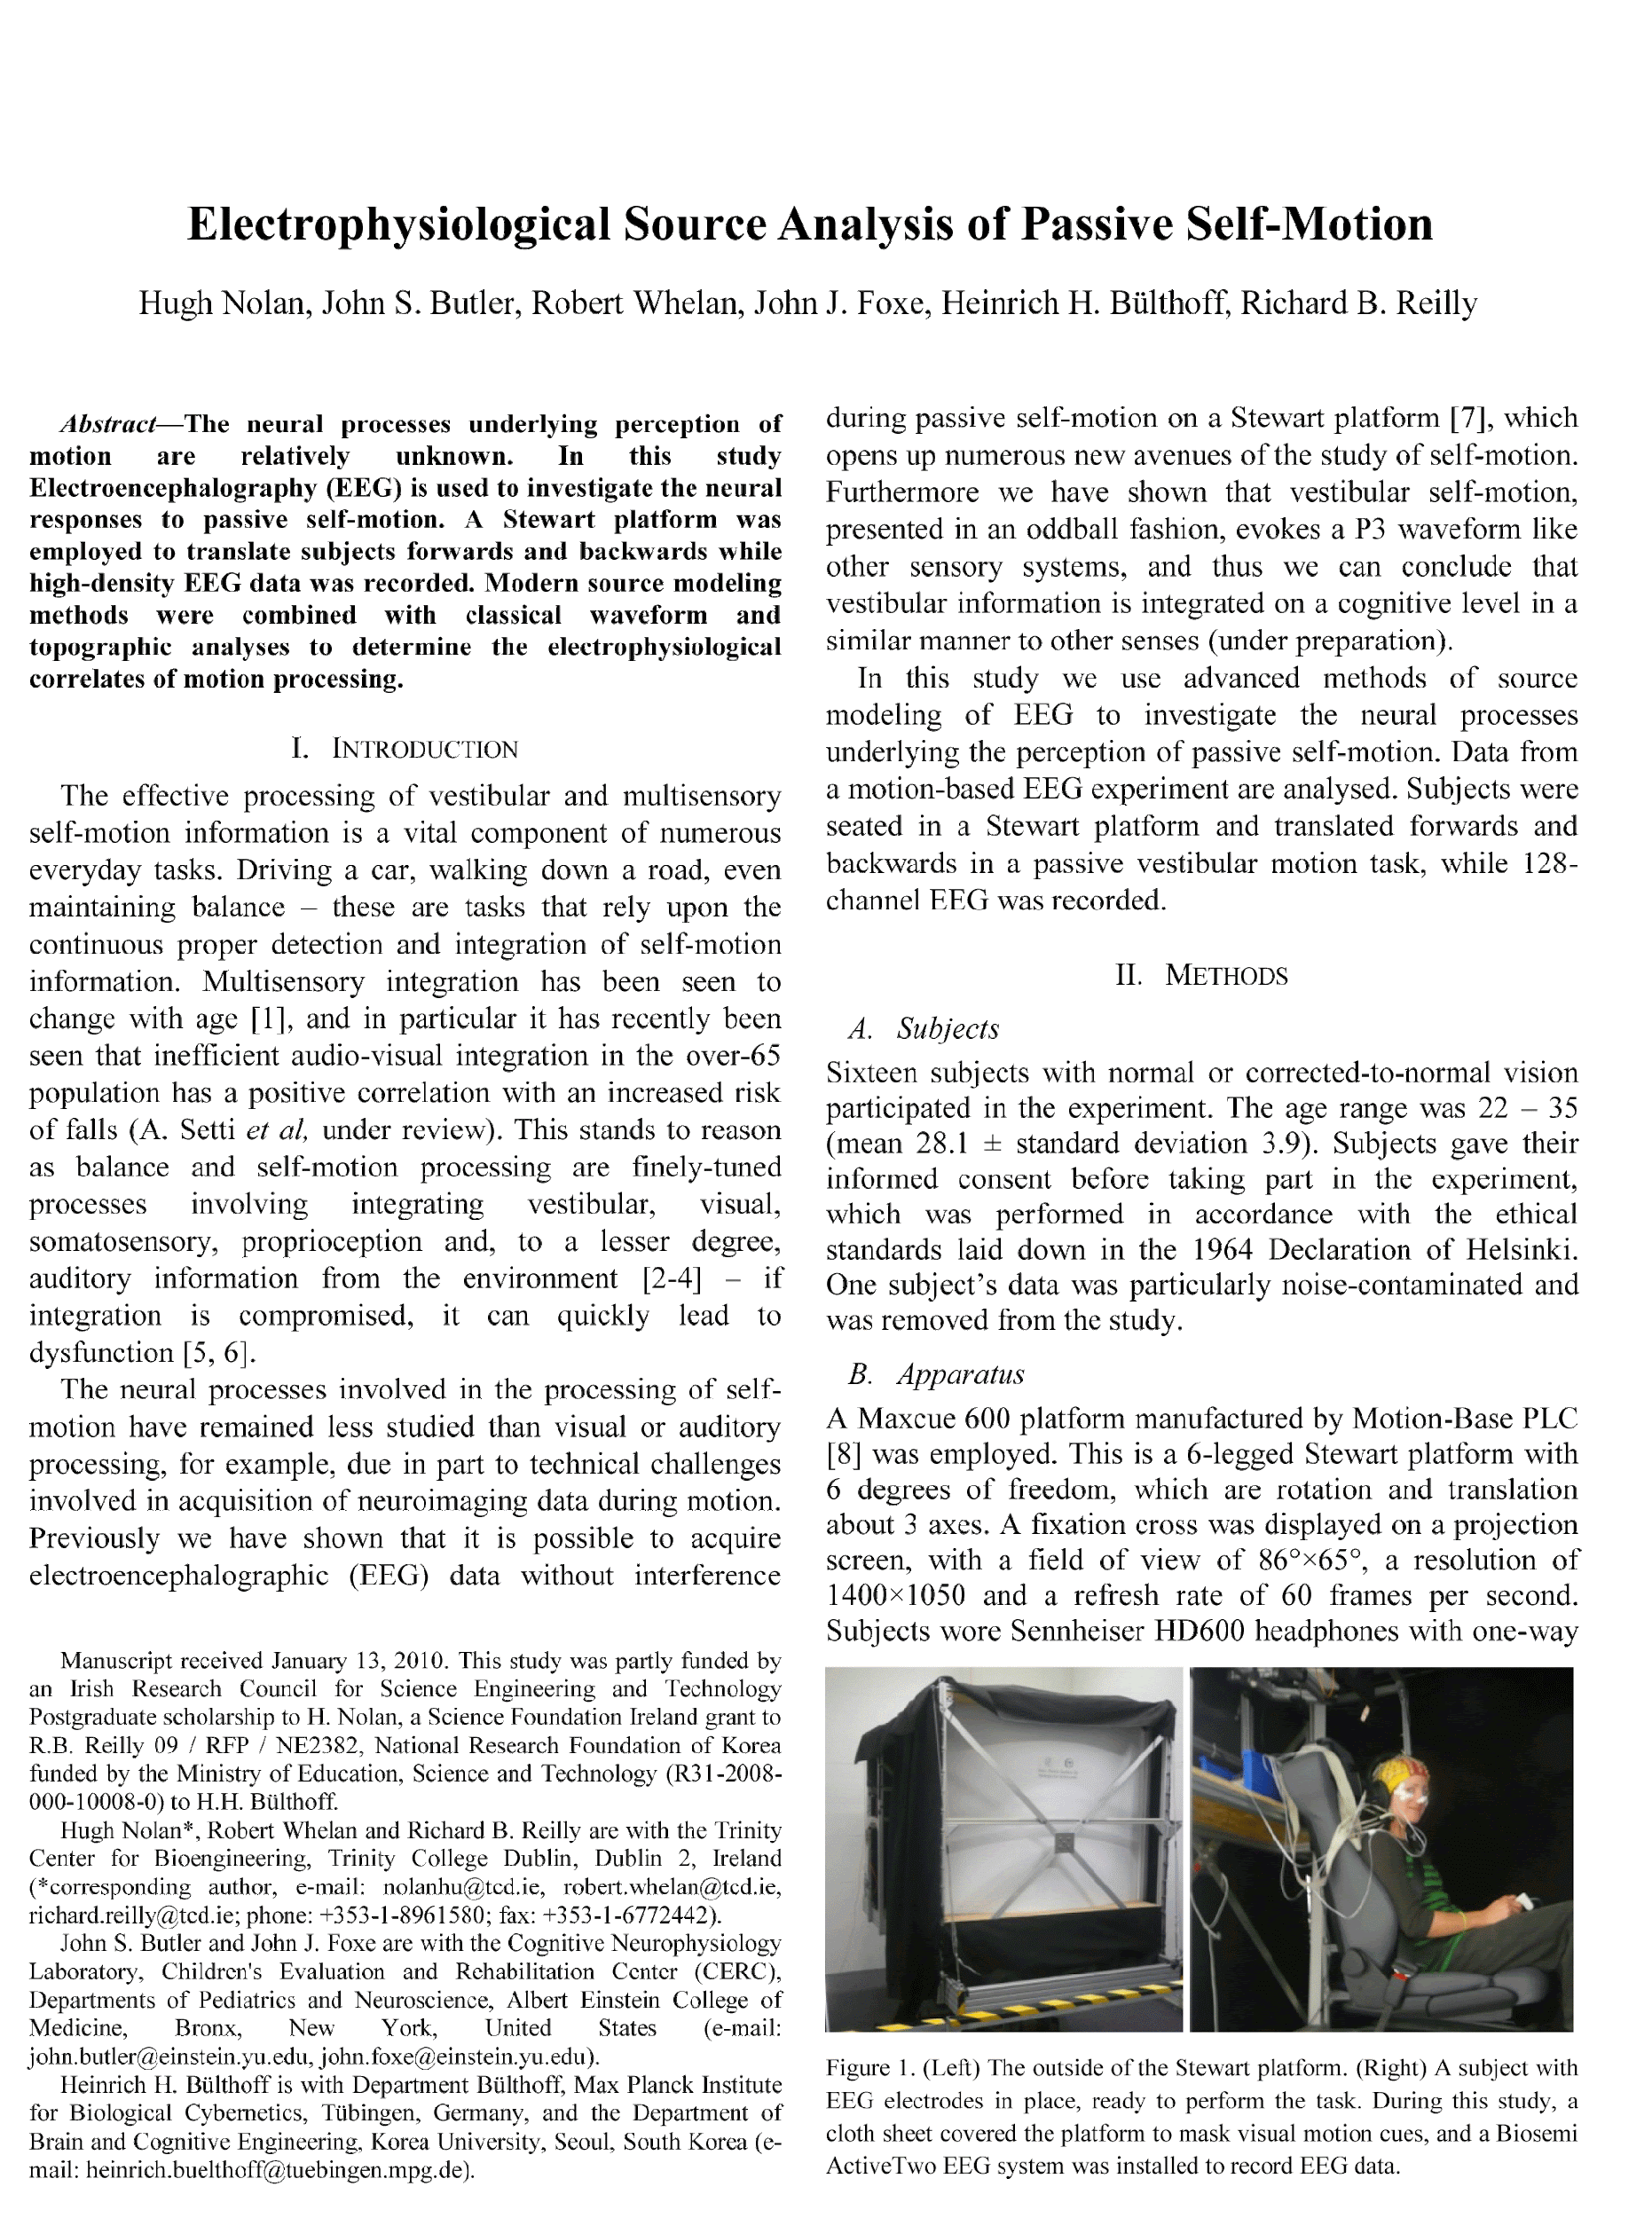 Electrophysiological Source Analysis of Passive Self-Motion
Hugh Nolan, John S. Butler, Robert Whelan, John J. Foxe, Heinrich H. Bülthoff, Richard B. Reilly
Abstract—The neural processes underlying perception of
motion are relatively unknown. In this study
Electroencephalography (EEG) is used to investigate the neural
responses to passive self-motion. A Stewart platform was
employed to translate subjects forwards and backwards while
high-density EEG data was recorded. Modern source modeling
methods were combined with classical waveform and
topographic analyses to determine the electrophysiological
correlates of motion processing.
I. INTRODUCTION
The effective processing of vestibular and multisensory
self-motion information is a vital component of numerous
everyday tasks. Driving a car, walking down a road, even
maintaining balance – these are tasks that rely upon the
continuous proper detection and integration of self-motion
information. Multisensory integration has been seen to
change with age [1], and in particular it has recently been
seen that inefficient audio-visual integration in the over-65
population has a positive correlation with an increased risk
of falls (A. Setti et al, under review). This stands to reason
as balance and self-motion processing are finely-tuned
processes involving integrating vestibular, visual,
somatosensory, proprioception and, to a lesser degree,
auditory information from the environment [2-4] – if
integration is compromised, it can quickly lead to
dysfunction [5, 6].
The neural processes involved in the processing of self-
motion have remained less studied than visual or auditory
processing, for example, due in part to technical challenges
involved in acquisition of neuroimaging data during motion.
Previously we have shown that it is possible to acquire
electroencephalographic (EEG) data without interference
Manuscript received January 13, 2010. This study was partly funded by
an Irish Research Council for Science Engineering and Technology
Postgraduate scholarship to H. Nolan, a Science Foundation Ireland grant to
R.B. Reilly 09 / RFP / NE2382, National Research Foundation of Korea
funded by the Ministry of Education, Science and Technology (R31-2008-
000-10008-0) to H.H. Bülthoff.
Hugh Nolan*, Robert Whelan and Richard B. Reilly are with the Trinity
Center for Bioengineering, Trinity College Dublin, Dublin 2, Ireland
(*corresponding author, e-mail: nolanhu@tcd.ie, robert.whelan@tcd.ie,
richard.reilly@tcd.ie; phone: +353-1-8961580; fax: +353-1-6772442).
John S. Butler and John J. Foxe are with the Cognitive Neurophysiology
Laboratory, Children's Evaluation and Rehabilitation Center (CERC),
Departments of Pediatrics and Neuroscience, Albert Einstein College of
Medicine, Bronx, New York, United States (e-mail:
john.butler@einstein.yu.edu, john.foxe@einstein.yu.edu).
Heinrich H. Bülthoff is with Department Bülthoff, Max Planck Institute
for Biological Cybernetics, Tübingen, Germany, and the Department of
Brain and Cognitive Engineering, Korea University, Seoul, South Korea (e-
mail: heinrich.buelthoff@tuebingen.mpg.de).
during passive self-motion on a Stewart platform [7], which
opens up numerous new avenues of the study of self-motion.
Furthermore we have shown that vestibular self-motion,
presented in an oddball fashion, evokes a P3 waveform like
other sensory systems, and thus we can conclude that
vestibular information is integrated on a cognitive level in a
similar manner to other senses (under preparation).
In this study we use advanced methods of source
modeling of EEG to investigate the neural processes
underlying the perception of passive self-motion. Data from
a motion-based EEG experiment are analysed. Subjects were
seated in a Stewart platform and translated forwards and
backwards in a passive vestibular motion task, while 128-
channel EEG was recorded.
II. METHODS
A. Subjects
Sixteen subjects with normal or corrected-to-normal vision
participated in the experiment. The age range was 22 – 35
(mean 28.1 ± standard deviation 3.9). Subjects gave their
informed consent before taking part in the experiment,
which was performed in accordance with the ethical
standards laid down in the 1964 Declaration of Helsinki.
One subject's data was particularly noise-contaminated and
was removed from the study.
B. Apparatus
A Maxcue 600 platform manufactured by Motion-Base PLC
[8] was employed. This is a 6-legged Stewart platform with
6 degrees of freedom, which are rotation and translation
about 3 axes. A fixation cross was displayed on a projection
screen, with a field of view of 86°×65°, a resolution of
1400×1050 and a refresh rate of 60 frames per second.
Subjects wore Sennheiser HD600 headphones with one-way
Figure 1. (Left) The outside of the Stewart platform. (Right) A subject with
EEG electrodes in place, ready to perform the task. During this study, a
cloth sheet covered the platform to mask visual motion cues, and a Biosemi
ActiveTwo EEG system was installed to record EEG data.